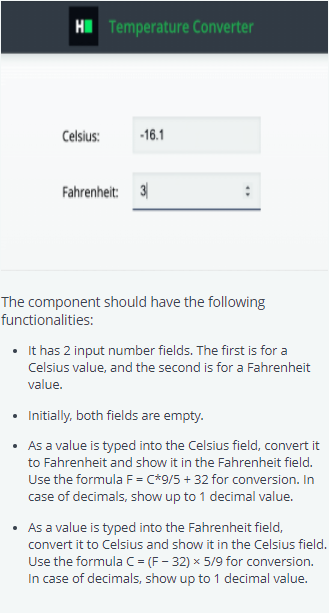 H Temperature Converter
Celsius: -16.1
Fahrenheit: 3
The component should have the following
functionalities:
• It has 2 input number fields. The first is for a
Celsius value, and the second is for a Fahrenheit
value.
• Initially, both fields are empty.
• As a value is typed into the Celsius field, convert it
to Fahrenheit and show it in the Fahrenheit field.
Use the formula F = C*9/5 + 32 for conversion. In
case of decimals, show up to 1 decimal value.
• As a value is typed into the Fahrenheit field,
convert it to Celsius and show it in the Celsius field.
Use the formula C = (F − 32) × 5/9 for conversion.
In case of decimals, show up to 1 decimal value.